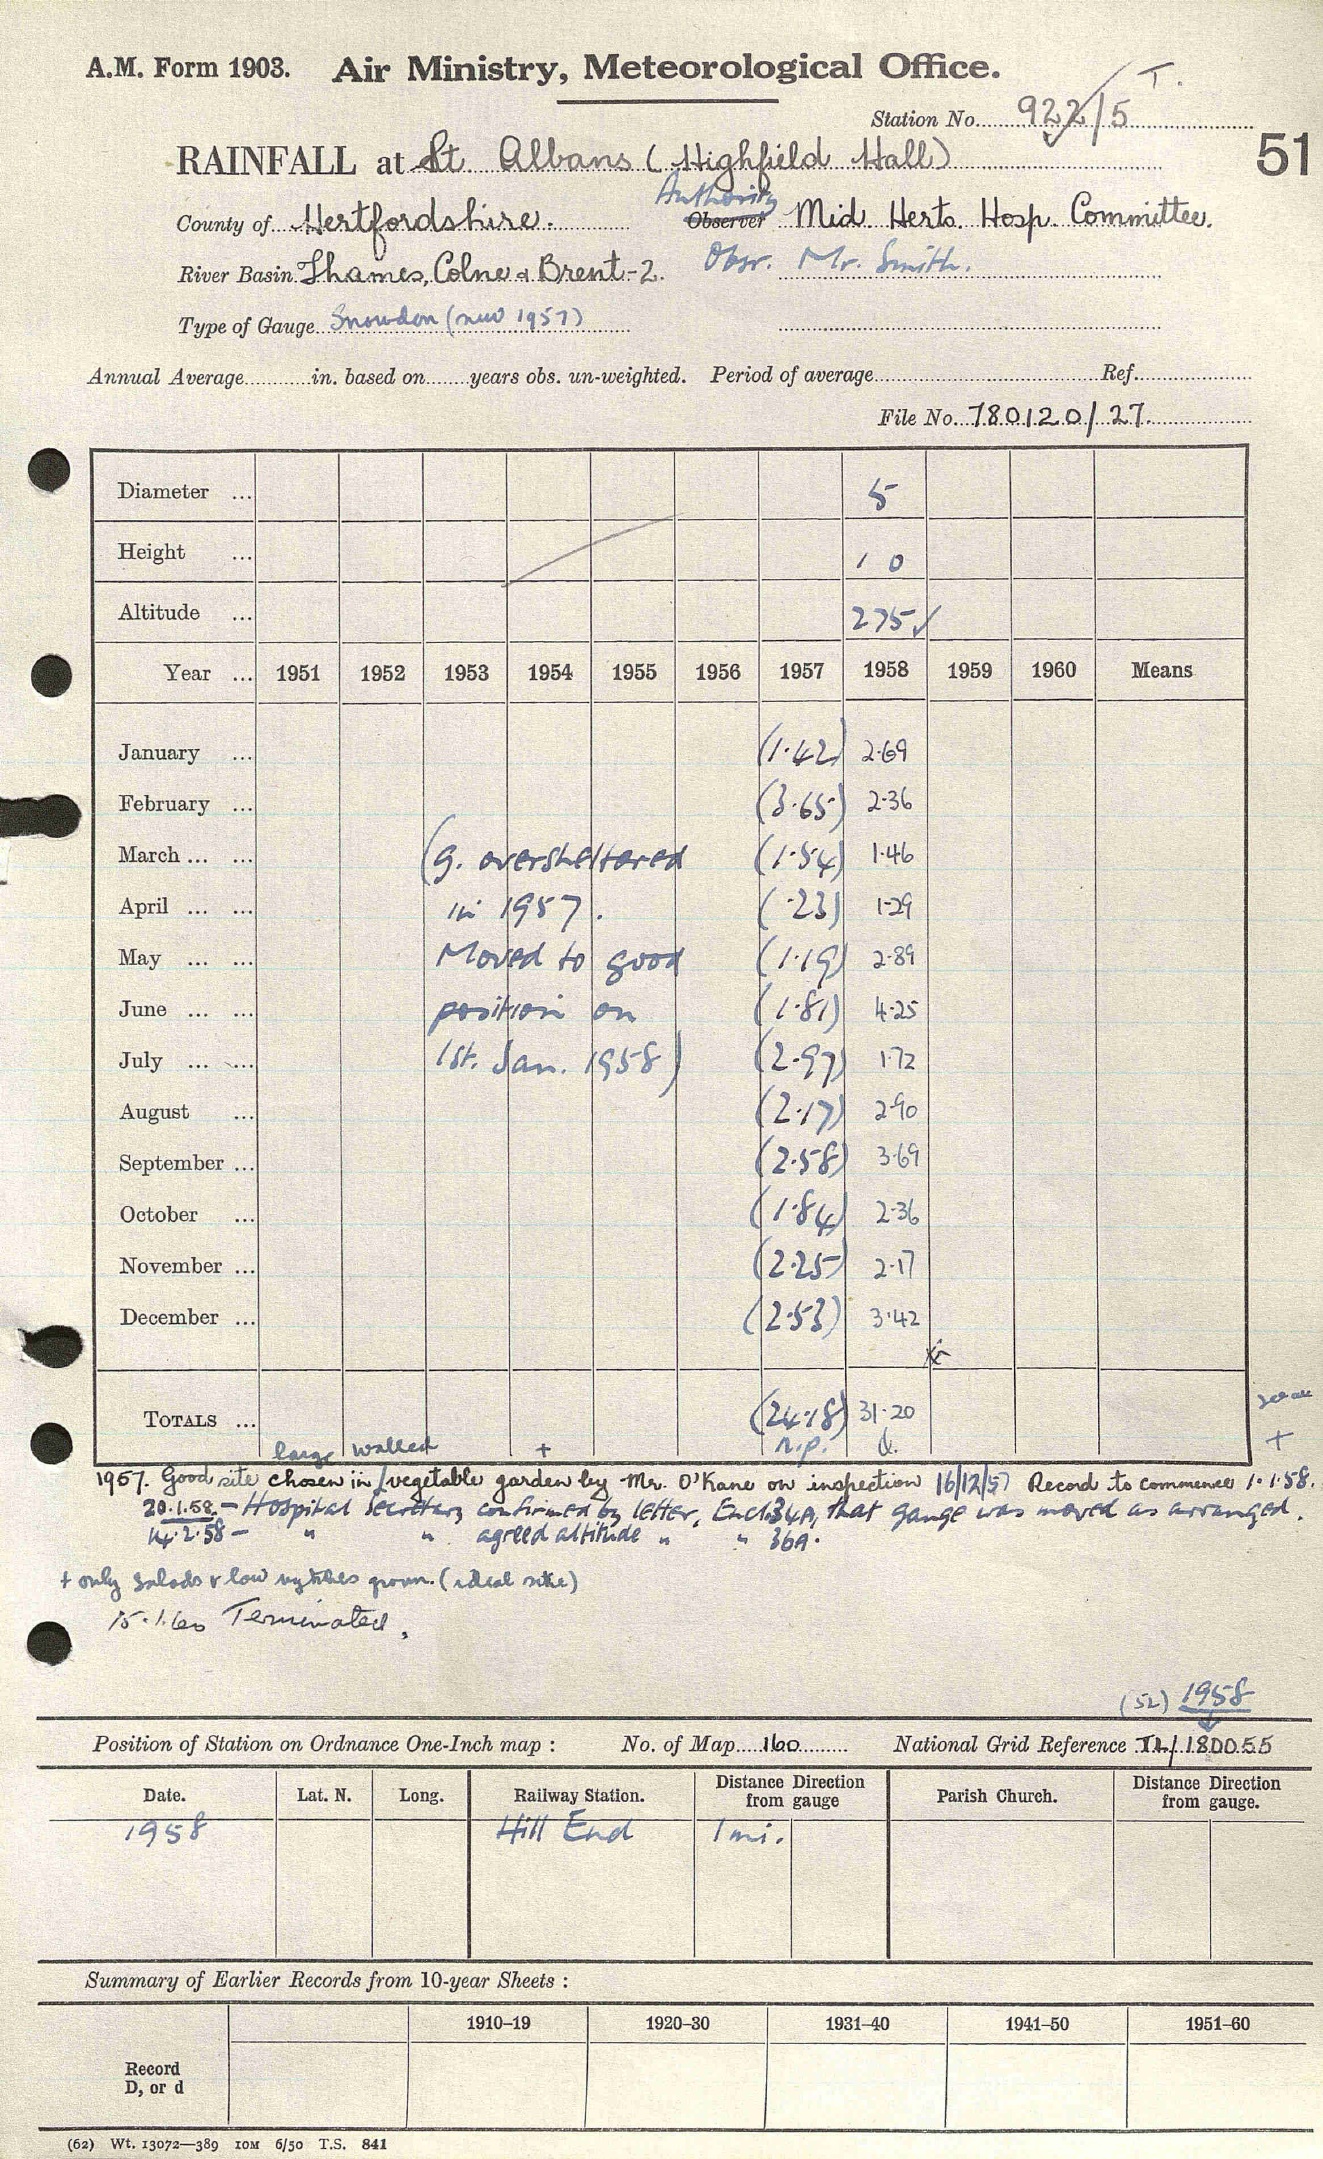 A.M. Form 1903. Air Ministry, Meteorological Office.
T.
Station No. 922/5
51
RAINFALL at St. Albans (Highfield Hall)
Authority
County of Hertfordshire. Observer Mid Herts. Hosp. Committee.
River Basin Thames, Colne & Brent-2. Obsr. Mr. Smith.
Type of Gauge Snowdon (new 1957)
Annual Average in. based on years obs. un-weighted. Period of average Ref.
File No. 780120/27.
Diameter ... 5
Height ... 1 0
Altitude ... 275 ✓
Year ... 1951 1952 1953 1954 1955 1956 1957 1958 1959 1960 Means
January ... (1.42) 2.69
February ... (3.65) 2.36
March ... ... (g. oversheltered (1.54) 1.46
April ... ... in 1957. (.23) 1.29
May ... ... Moved to good (1.19) 2.89
June ... ... position on (1.81) 4.25
July ... ... 1st. Jan. 1958) (2.97) 1.72
August ... (2.17) 2.90
September ... (2.58) 3.69
October ... (1.84) 2.36
November ... (2.25) 2.17
December ... (2.53) 3.42
TOTALS ... (24.18) 31.20
n.p. d.
large walled + +
1957. Good site chosen in / vegetable garden by Mr. O'Kane on inspection 16/12/57 Record to commence 1.1.58.
20.1.58. - Hospital Secretary confirmed by letter, Encl. 34A, that gauge was moved as arranged.
14.2.58 - " " agreed altitude " " 36A.
+ only salads & low vegetables grown. (ideal site)
15.1.60 Terminated.
(52) 1958
Position of Station on Ordnance One-Inch map : No. of Map 160 National Grid Reference TL/180055
Date. Lat. N. Long. Railway Station. Distance Direction from gauge Parish Church. Distance Direction from gauge.
1958 Hill End 1 mi.
Summary of Earlier Records from 10-year Sheets :
1910–19 1920–30 1931–40 1941–50 1951–60
Record
D, or d
(62) Wt. 13072—389 10M 6/50 T.S. 841